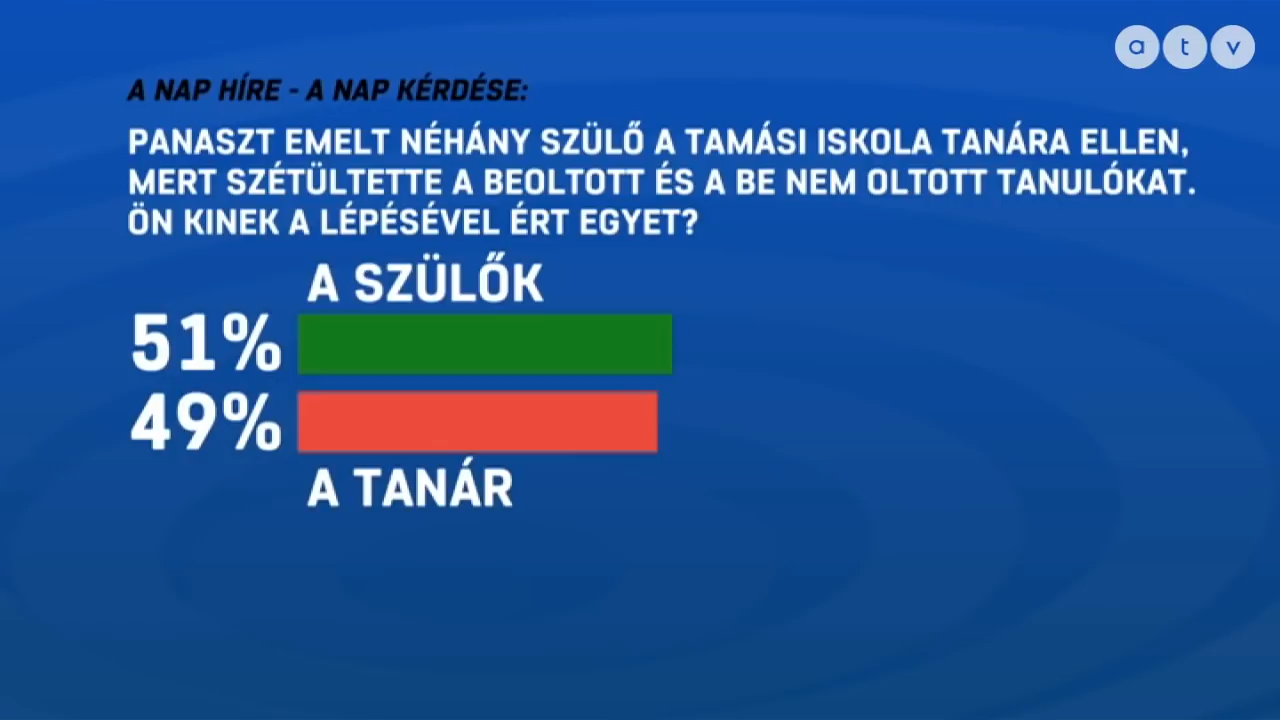 a t v
A NAP HÍRE - A NAP KÉRDÉSE:
PANASZT EMELT NÉHÁNY SZÜLŐ A TAMÁSI ISKOLA TANÁRA ELLEN,
MERT SZÉTÜLTETTE A BEOLTOTT ÉS A BE NEM OLTOTT TANULÓKAT.
ÖN KINEK A LÉPÉSÉVEL ÉRT EGYET?
A SZÜLŐK
51%
49%
A TANÁR